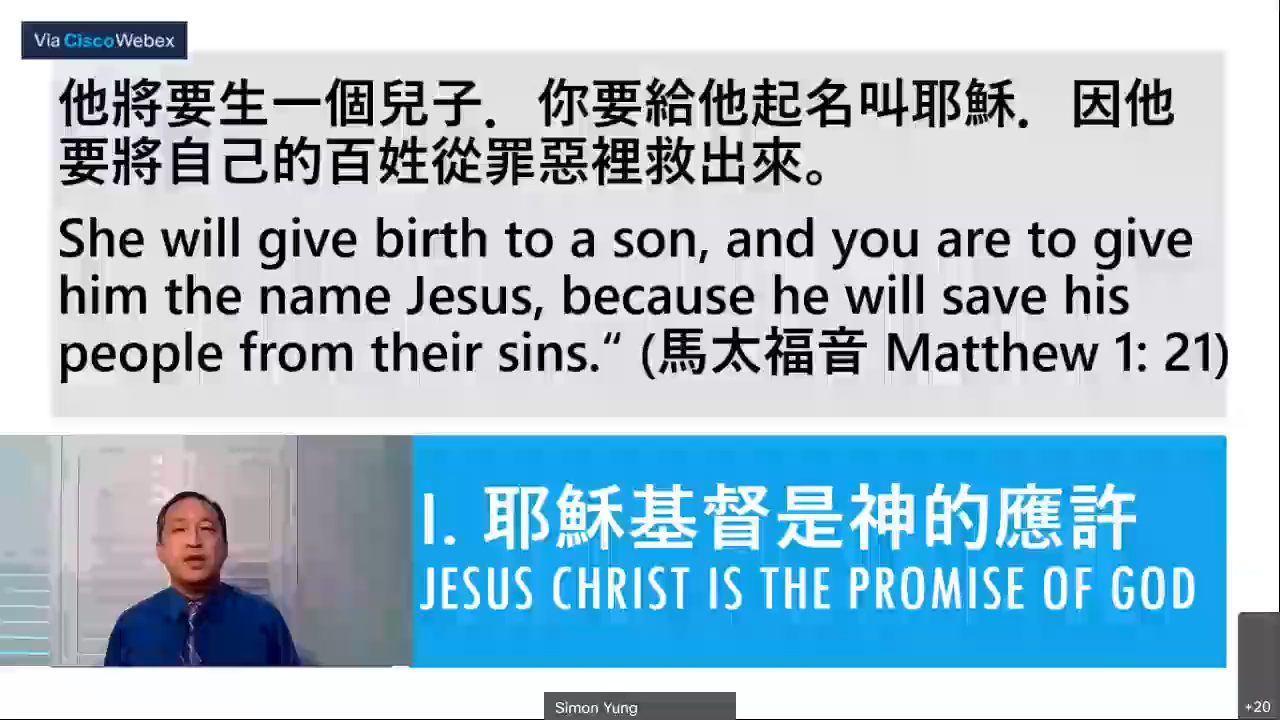 Via CiscoWebex
他將要生一個兒子．你要給他起名叫耶穌．因他
要將自己的百姓從罪惡裡救出來。
She will give birth to a son, and you are to give
him the name Jesus, because he will save his
people from their sins.“ (馬太福音 Matthew 1: 21)
I. 耶穌基督是神的應許
JESUS CHRIST IS THE PROMISE OF GOD
Simon Yung
+20